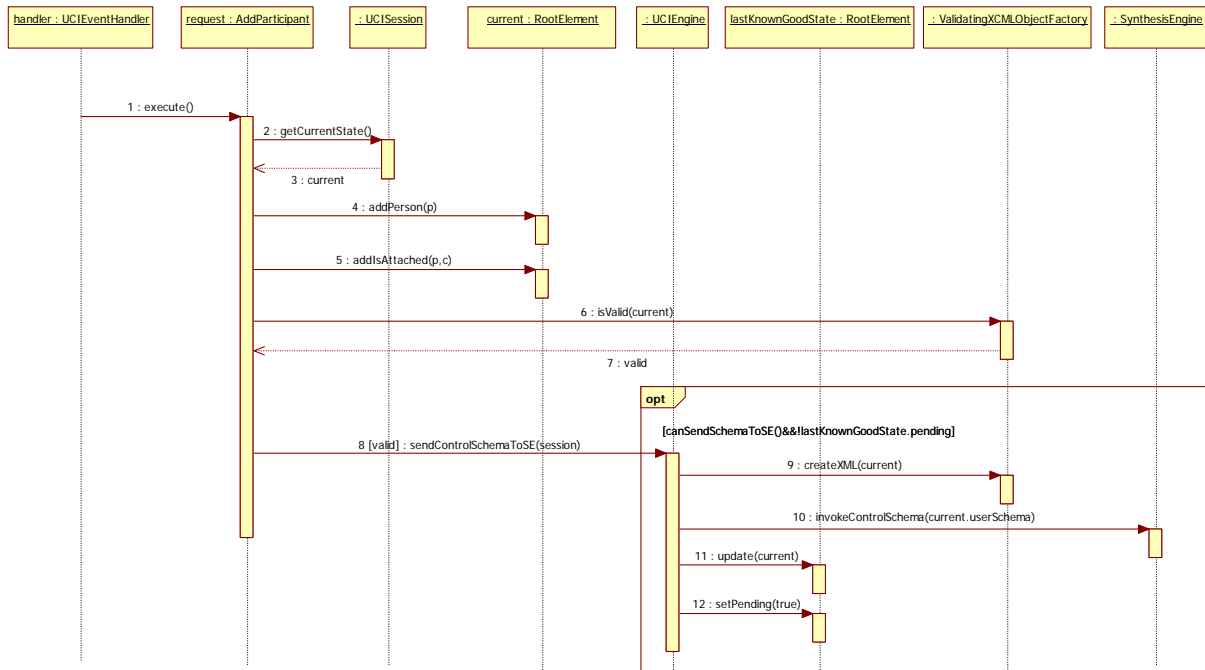 handler : UCIEventHandler
request : AddParticipant
: UCISession
current : RootElement
: UCIEngine
lastKnownGoodState : RootElement
: ValidatingXCMLObjectFactory
: SynthesisEngine
1 : execute()
2 : getCurrentState()
3 : current
4 : addPerson(p)
5 : addIsAttached(p,c)
6 : isValid(current)
7 : valid
opt
[canSendSchemaToSE()&&!lastKnownGoodState.pending]
8 [valid] : sendControlSchemaToSE(session)
9 : createXML(current)
10 : invokeControlSchema(current.userSchema)
11 : update(current)
12 : setPending(true)